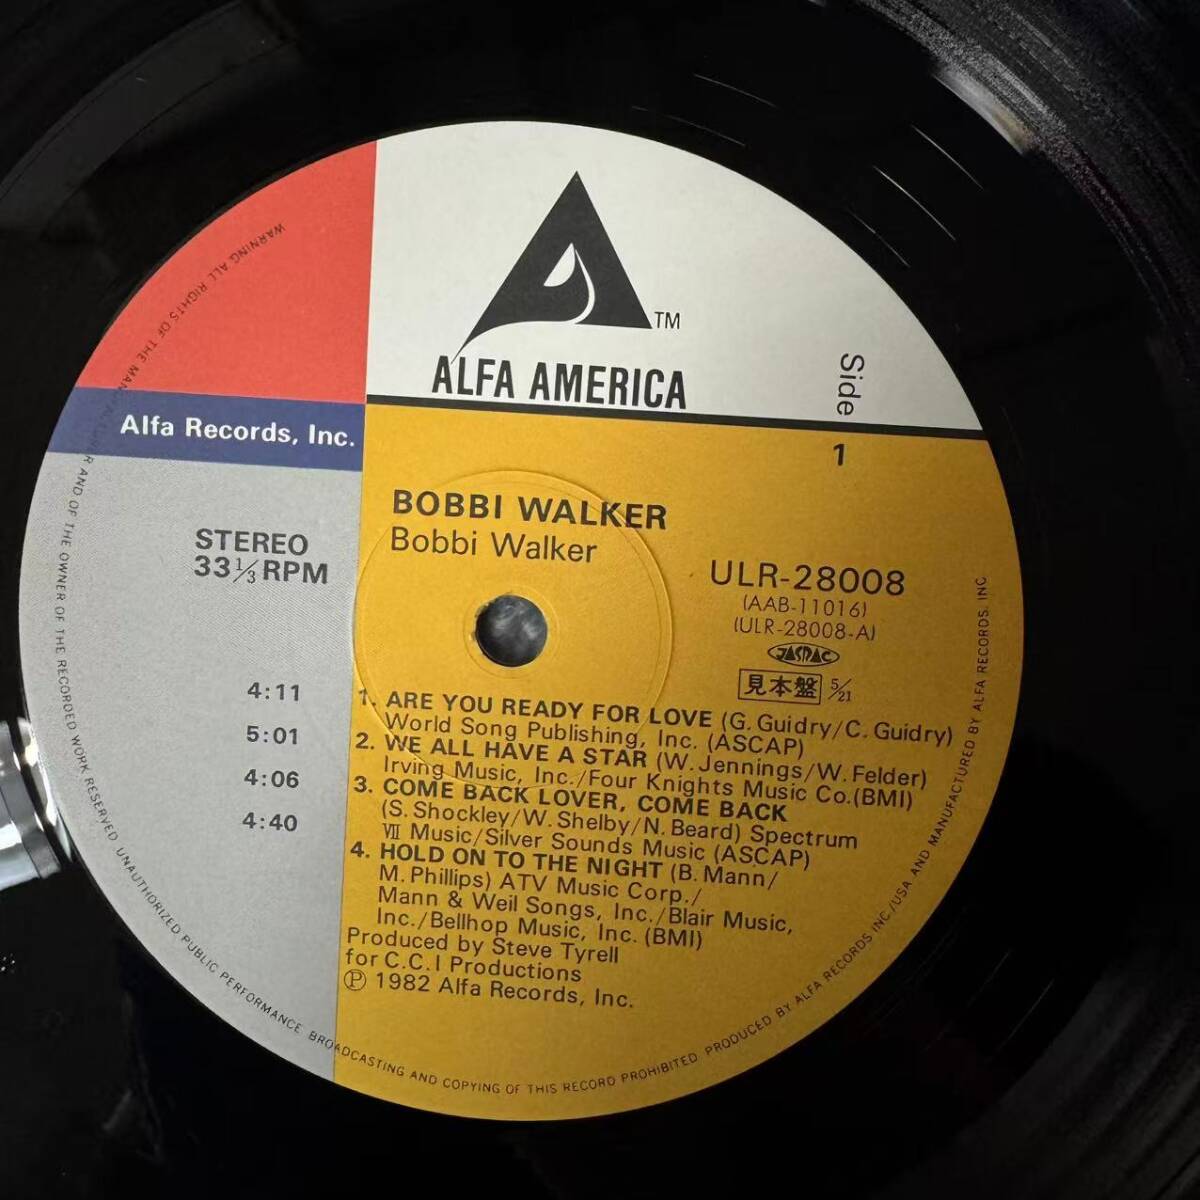 TM
ALFA AMERICA
Side
1
Alfa Records, Inc.
BOBBI WALKER
Bobbi Walker
STEREO
33 1/3 RPM
ULR-28008
(AAB-11016)
(ULR-28008-A)
JASRAC
見本盤 5/21
4:11
5:01
4:06
4:40
1. ARE YOU READY FOR LOVE (G. Guidry/C. Guidry)
World Song Publishing, Inc. (ASCAP)
2. WE ALL HAVE A STAR (W. Jennings/W. Felder)
Irving Music, Inc./Four Knights Music Co.(BMI)
3. COME BACK LOVER, COME BACK
(S. Shockley/W. Shelby/N. Beard) Spectrum
VII Music/Silver Sounds Music (ASCAP)
4. HOLD ON TO THE NIGHT (B. Mann/
M. Phillips) ATV Music Corp./
Mann & Weil Songs, Inc./Blair Music,
Inc./Bellhop Music, Inc. (BMI)
Produced by Steve Tyrell
for C.C.I Productions
Ⓟ 1982 Alfa Records, Inc.
WARNING. ALL RIGHTS OF THE MANUFACTURER AND OF THE OWNER OF THE RECORDED WORK RESERVED. UNAUTHORIZED PUBLIC PERFORMANCE. BROADCASTING AND COPYING OF THIS RECORD PROHIBITED PRODUCED BY ALFA RECORDS INC./USA AND MANUFACTURED BY ALFA RECORDS. INC